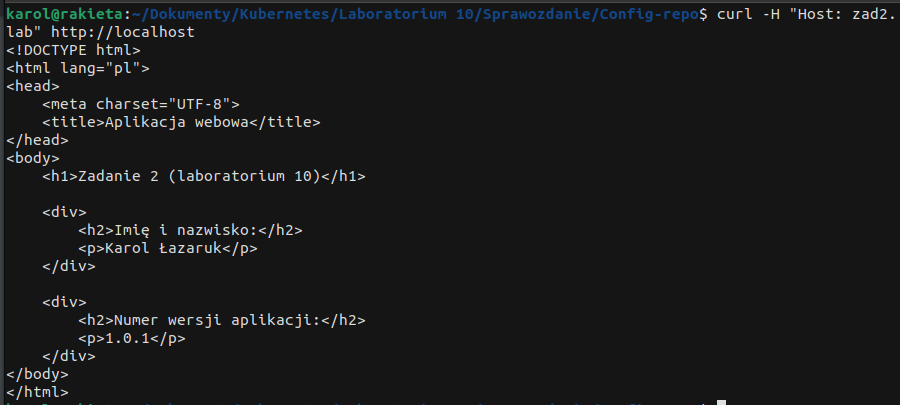 karol@rakieta:~/Dokumenty/Kubernetes/Laboratorium 10/Sprawozdanie/Config-repo$ curl -H "Host: zad2.
lab" http://localhost
<!DOCTYPE html>
<html lang="pl">
<head>
    <meta charset="UTF-8">
    <title>Aplikacja webowa</title>
</head>
<body>
    <h1>Zadanie 2 (laboratorium 10)</h1>

    <div>
        <h2>Imię i nazwisko:</h2>
        <p>Karol Łazaruk</p>
    </div>

    <div>
        <h2>Numer wersji aplikacji:</h2>
        <p>1.0.1</p>
    </div>
</body>
</html>